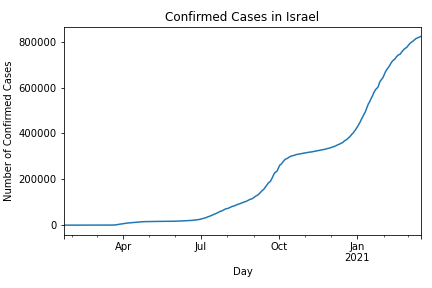 Confirmed Cases in Israel
Number of Confirmed Cases
800000
600000
400000
200000
0
Apr
Jul
Oct
Jan
2021
Day